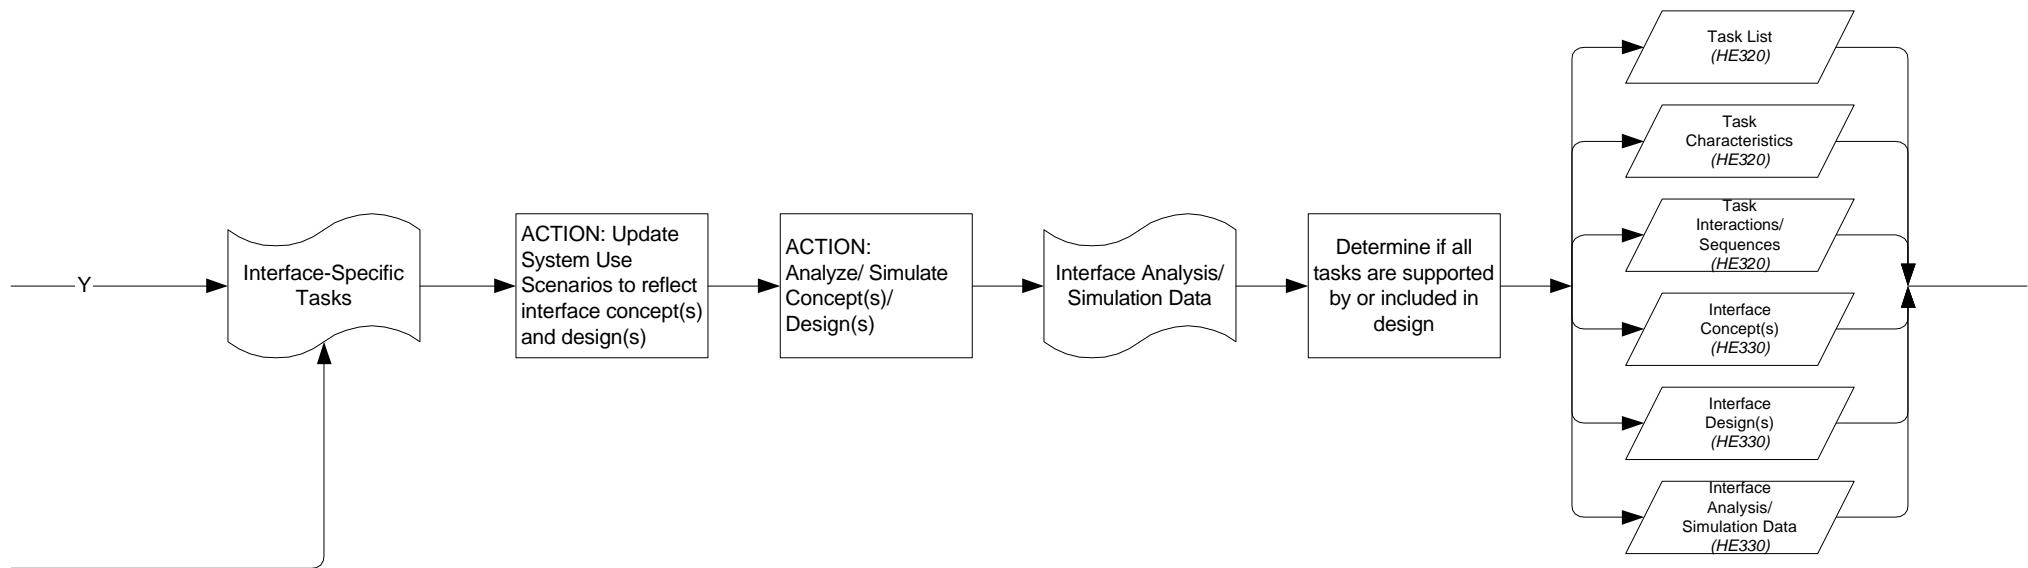 Y
Interface-Specific
Tasks
ACTION: Update
System Use
Scenarios to reflect
interface concept(s)
and design(s)
ACTION:
Analyze/ Simulate
Concept(s)/
Design(s)
Interface Analysis/
Simulation Data
Determine if all
tasks are supported
by or included in
design
Task List
(HE320)
Task
Characteristics
(HE320)
Task
Interactions/
Sequences
(HE320)
Interface
Concept(s)
(HE330)
Interface
Design(s)
(HE330)
Interface
Analysis/
Simulation Data
(HE330)